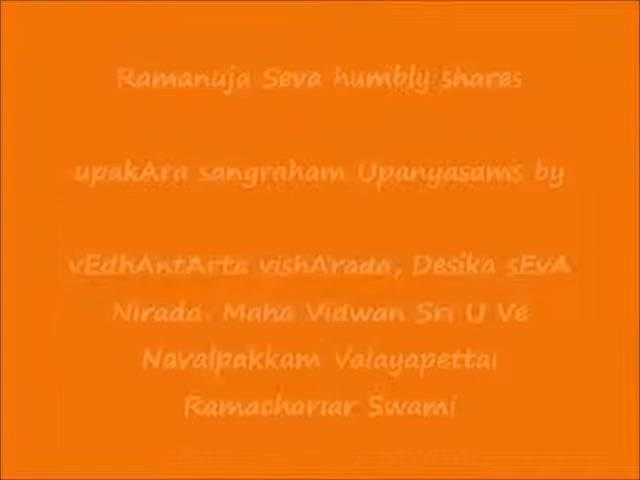 Ramanuja Seva humbly shares
upakAra sangraham Upanyasams by
vEdhAntArta vishArada, Desika sEvA
Nirada. Maha Vidwan Sri U Ve
Navalpakkam Valayapettai
Ramachariar Swami